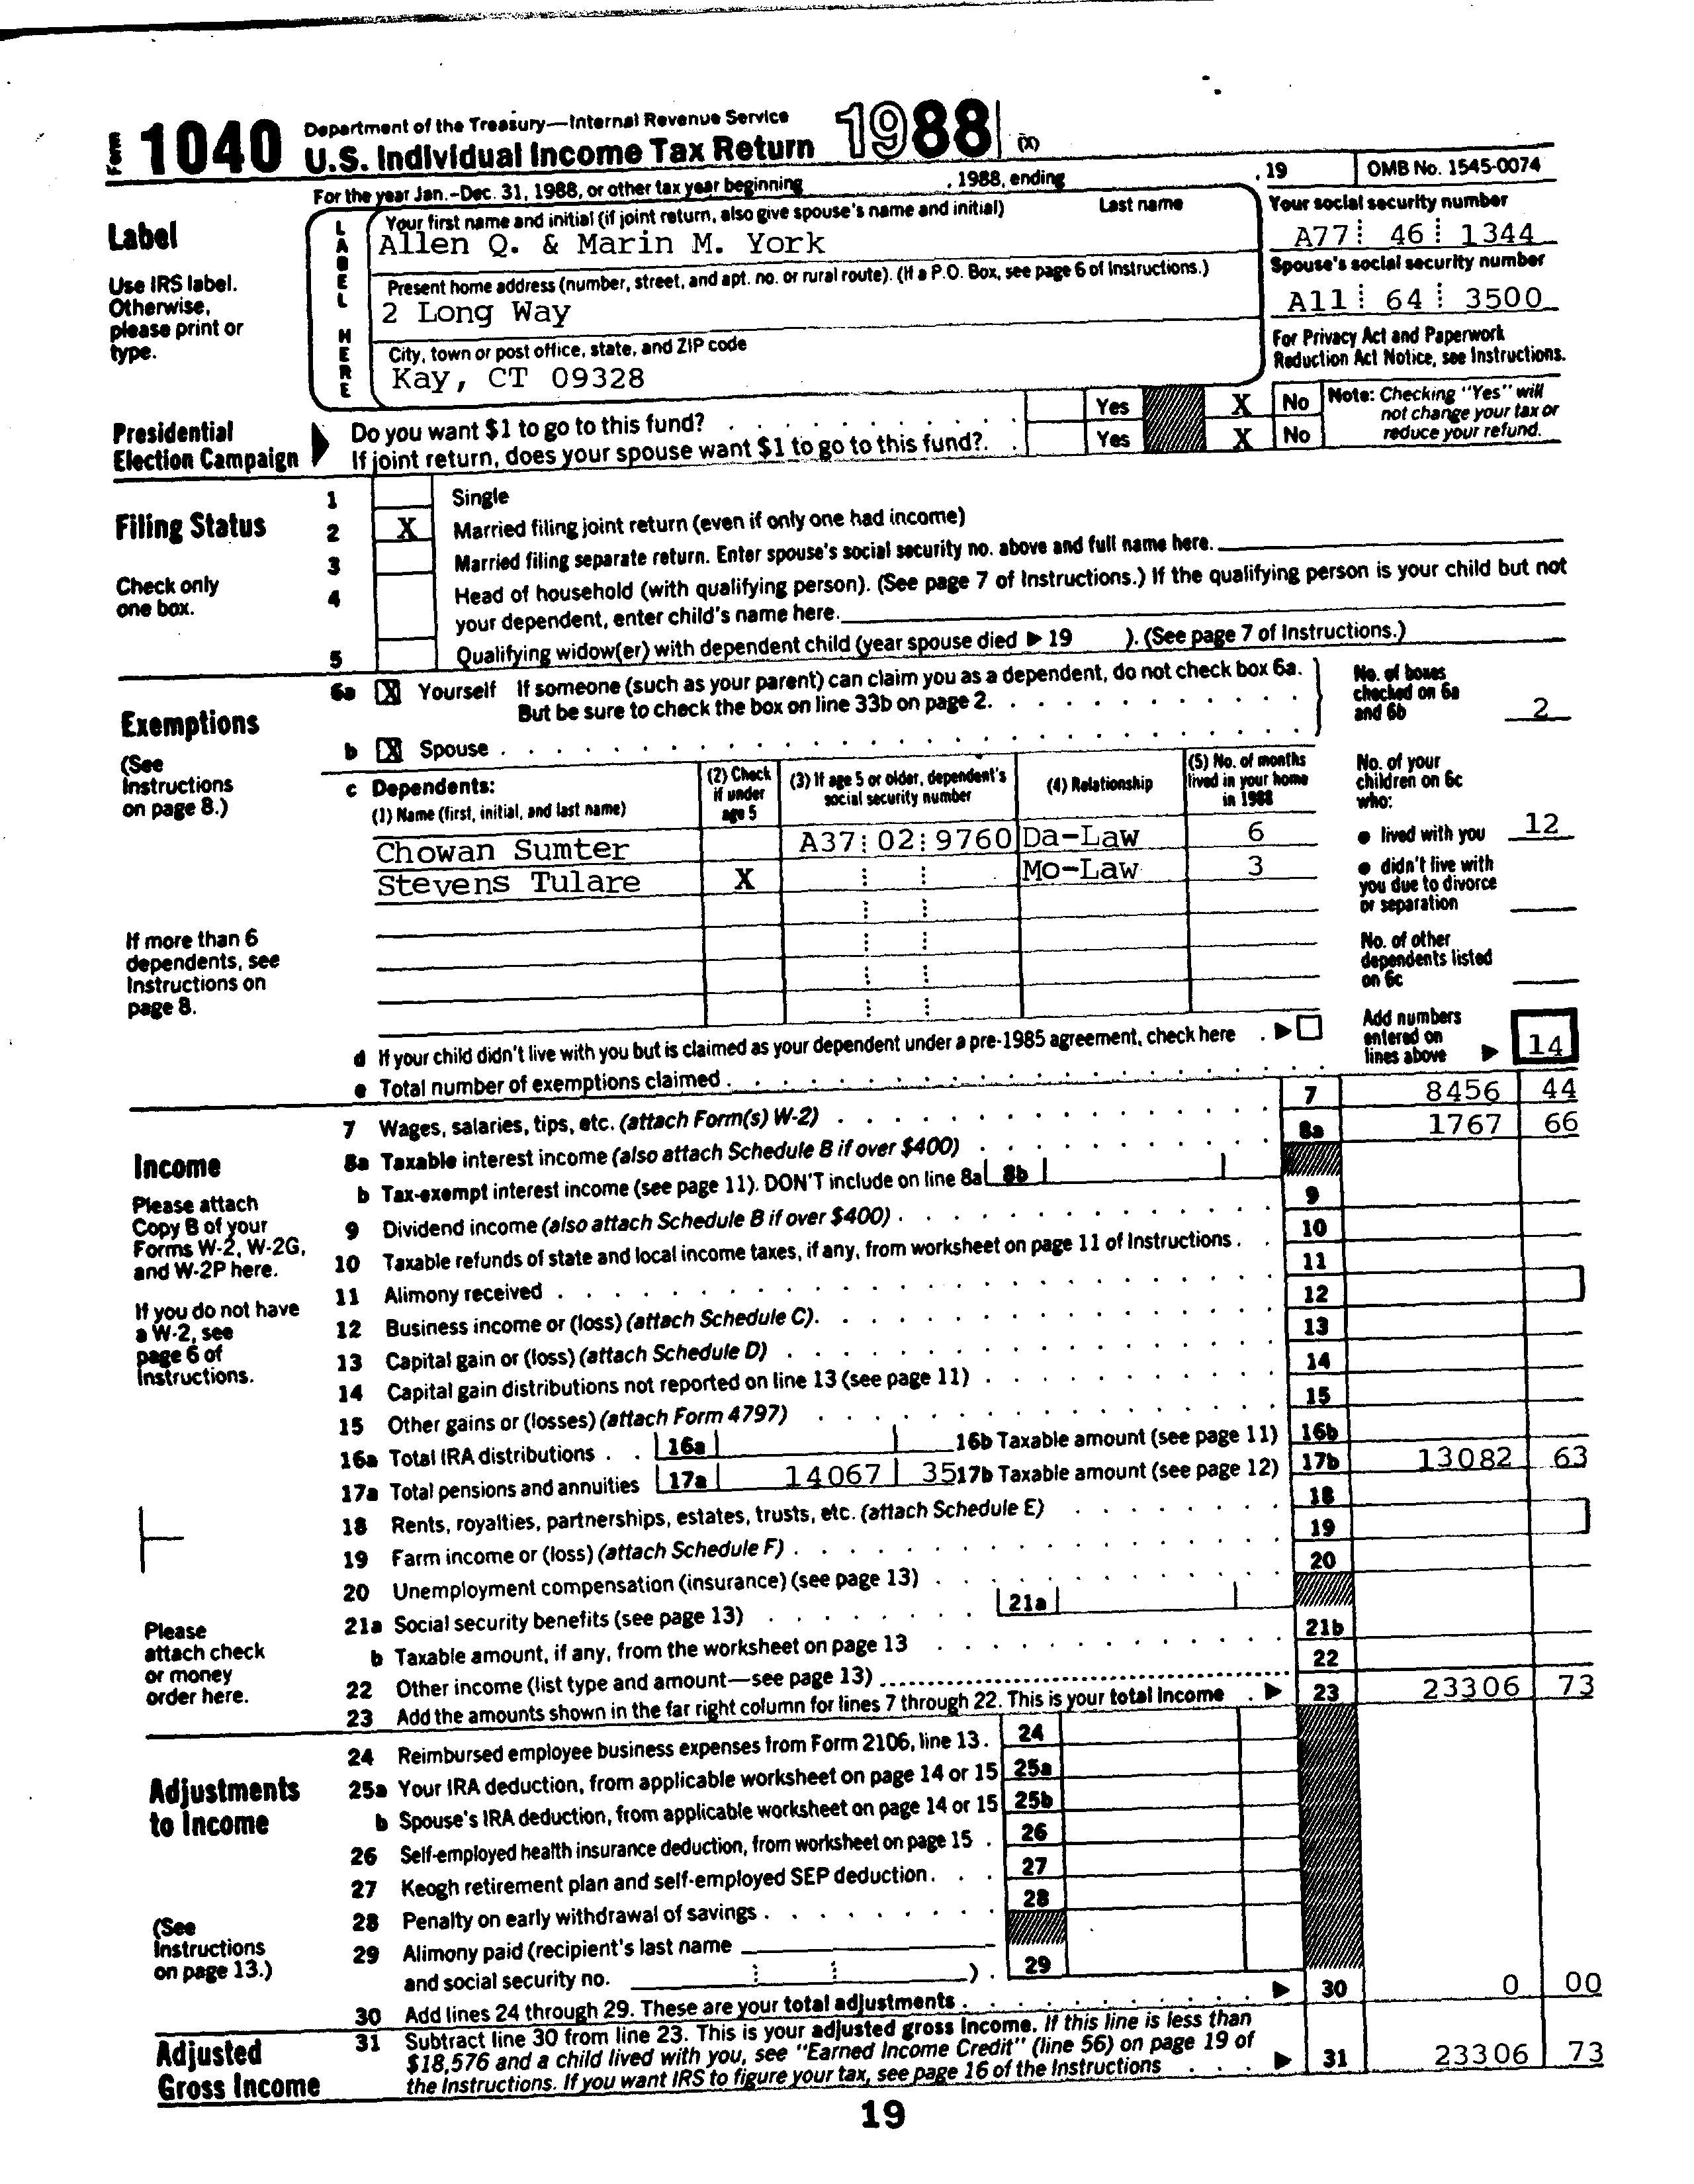 Form 1040 Department of the Treasury—Internal Revenue Service
U.S. Individual Income Tax Return 1988 (X)
For the year Jan.–Dec. 31, 1988, or other tax year beginning , 1988, ending , 19 OMB No. 1545-0074
Label
Use IRS label.
Otherwise,
please print or
type.
LABEL HERE
Your first name and initial (if joint return, also give spouse's name and initial) Last name
Allen Q. & Marin M. York
Present home address (number, street, and apt. no. or rural route). (If a P.O. Box, see page 6 of Instructions.)
2 Long Way
City, town or post office, state, and ZIP code
Kay, CT 09328
Your social security number
A77 46 1344
Spouse's social security number
A11 64 3500
For Privacy Act and Paperwork
Reduction Act Notice, see Instructions.
Presidential
Election Campaign
Do you want $1 to go to this fund? Yes X No
If joint return, does your spouse want $1 to go to this fund? Yes X No
Note: Checking "Yes" will
not change your tax or
reduce your refund.
Filing Status
Check only
one box.
1 Single
2 X Married filing joint return (even if only one had income)
3 Married filing separate return. Enter spouse's social security no. above and full name here.
4 Head of household (with qualifying person). (See page 7 of Instructions.) If the qualifying person is your child but not
your dependent, enter child's name here.
5 Qualifying widow(er) with dependent child (year spouse died ▶ 19 ). (See page 7 of Instructions.)
Exemptions
(See
Instructions
on page 8.)
If more than 6
dependents, see
Instructions on
page 8.
6a X Yourself If someone (such as your parent) can claim you as a dependent, do not check box 6a.
But be sure to check the box on line 33b on page 2.
b X Spouse
c Dependents:
(1) Name (first, initial, and last name)
(2) Check
if under
age 5
(3) If age 5 or older, dependent's
social security number
(4) Relationship
(5) No. of months
lived in your home
in 1988
Chowan Sumter A37 02 9760 Da-Law 6
Stevens Tulare X Mo-Law 3
No. of boxes
checked on 6a
and 6b 2
No. of your
children on 6c
who:
● lived with you 12
● didn't live with
you due to divorce
or separation
No. of other
dependents listed
on 6c
Add numbers
entered on
lines above ▶ 14
d If your child didn't live with you but is claimed as your dependent under a pre-1985 agreement, check here ▶
e Total number of exemptions claimed
Income
Please attach
Copy B of your
Forms W-2, W-2G,
and W-2P here.
If you do not have
a W-2, see
page 6 of
Instructions.
Please
attach check
or money
order here.
7 Wages, salaries, tips, etc. (attach Form(s) W-2) 7 8456 44
8a Taxable interest income (also attach Schedule B if over $400) 8a 1767 66
b Tax-exempt interest income (see page 11). DON'T include on line 8a 8b
9 Dividend income (also attach Schedule B if over $400) 9
10 Taxable refunds of state and local income taxes, if any, from worksheet on page 11 of Instructions 10
11 Alimony received 11
12 Business income or (loss) (attach Schedule C) 12
13 Capital gain or (loss) (attach Schedule D) 13
14 Capital gain distributions not reported on line 13 (see page 11) 14
15 Other gains or (losses) (attach Form 4797) 15
16a Total IRA distributions 16a 16b Taxable amount (see page 11) 16b
17a Total pensions and annuities 17a 14067 35 17b Taxable amount (see page 12) 17b 13082 63
18 Rents, royalties, partnerships, estates, trusts, etc. (attach Schedule E) 18
19 Farm income or (loss) (attach Schedule F) 19
20 Unemployment compensation (insurance) (see page 13) 20
21a Social security benefits (see page 13) 21a
b Taxable amount, if any, from the worksheet on page 13 21b
22 Other income (list type and amount—see page 13) 22
23 Add the amounts shown in the far right column for lines 7 through 22. This is your total income ▶ 23 23306 73
Adjustments
to Income
(See
Instructions
on page 13.)
24 Reimbursed employee business expenses from Form 2106, line 13. 24
25a Your IRA deduction, from applicable worksheet on page 14 or 15 25a
b Spouse's IRA deduction, from applicable worksheet on page 14 or 15 25b
26 Self-employed health insurance deduction, from worksheet on page 15 26
27 Keogh retirement plan and self-employed SEP deduction 27
28 Penalty on early withdrawal of savings 28
29 Alimony paid (recipient's last name
and social security no. ). 29
30 Add lines 24 through 29. These are your total adjustments ▶ 30 0 00
Adjusted
Gross Income
31 Subtract line 30 from line 23. This is your adjusted gross income. If this line is less than
$18,576 and a child lived with you, see "Earned Income Credit" (line 56) on page 19 of
the Instructions. If you want IRS to figure your tax, see page 16 of the Instructions ▶ 31 23306 73
19